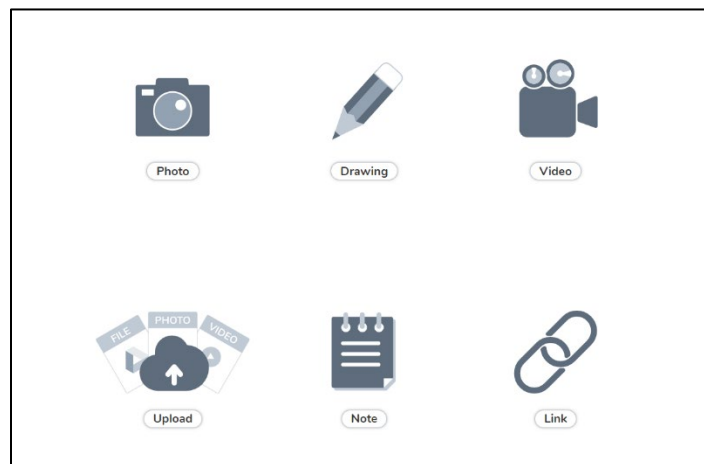 Photo
Drawing
Video
FILE
PHOTO
VIDEO
Upload
Note
Link